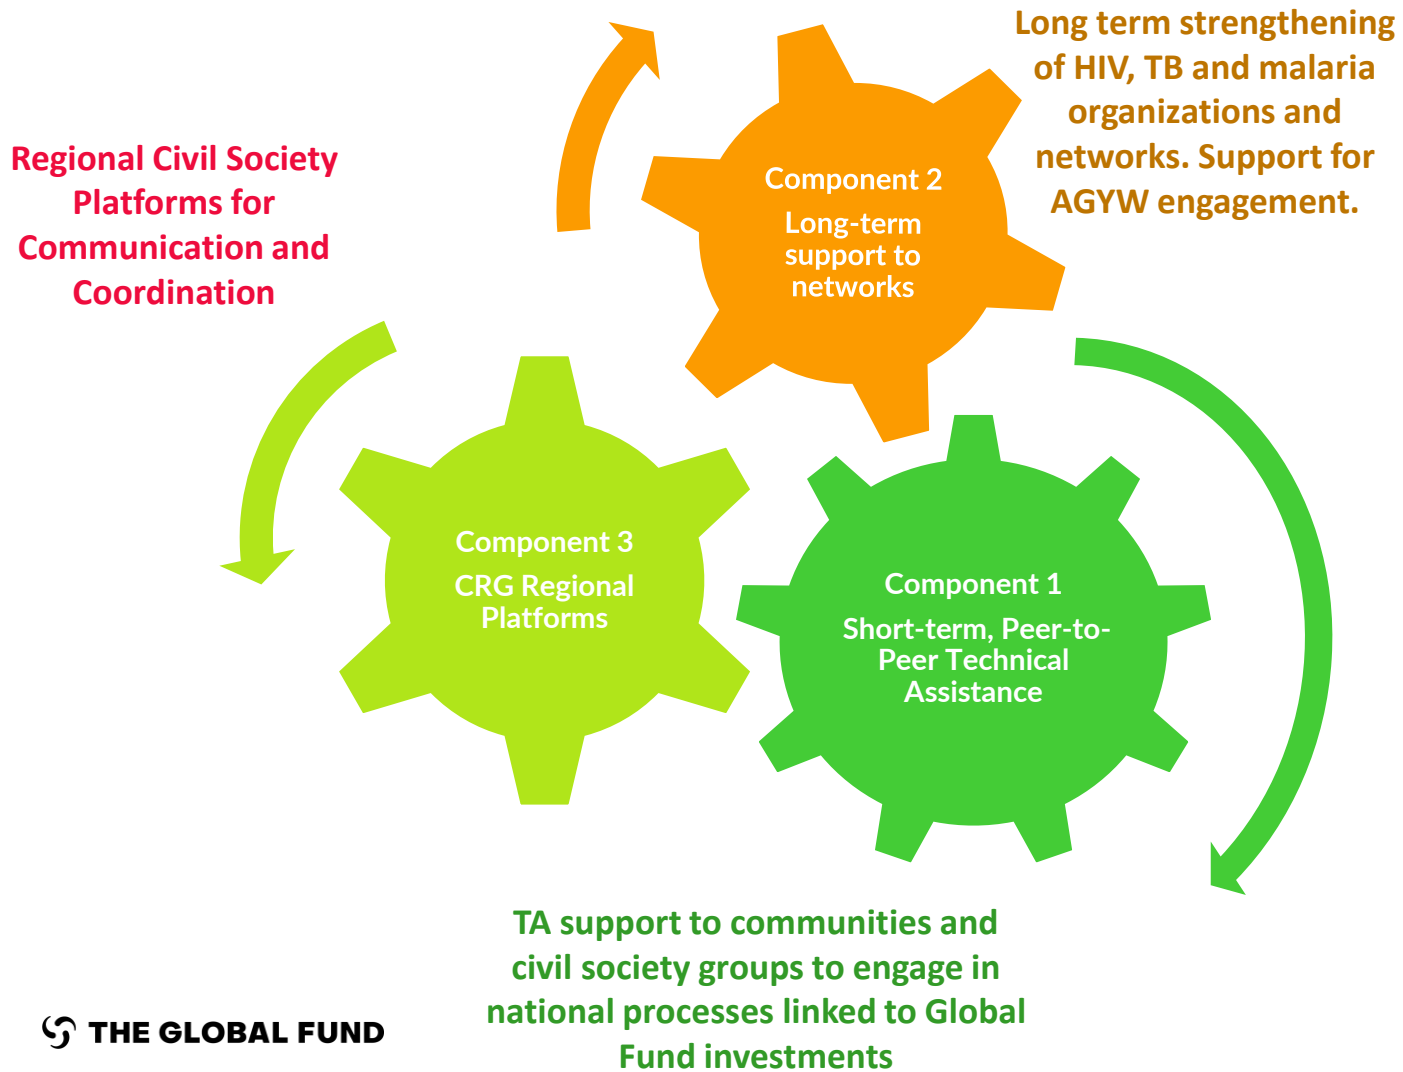 Long term strengthening
of HIV, TB and malaria
organizations and
networks. Support for
AGYW engagement.
Regional Civil Society
Platforms for
Communication and
Coordination
Component 2
Long-term
support to
networks
Component 3
CRG Regional
Platforms
Component 1
Short-term, Peer-to-
Peer Technical
Assistance
TA support to communities and
civil society groups to engage in
national processes linked to Global
Fund investments
THE GLOBAL FUND